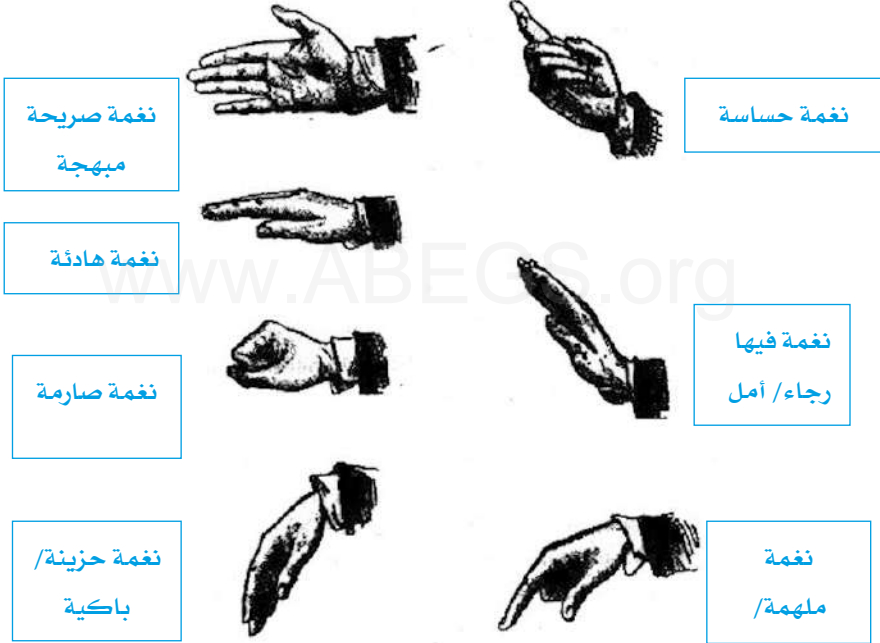 نغمة حساسة
نغمة صريحة
مبهجة
نغمة هادئة
www.ABEGS.org
نغمة فيها
رجاء/ أمل
نغمة صارمة
نغمة
ملهمة/
نغمة حزينة/
باكية